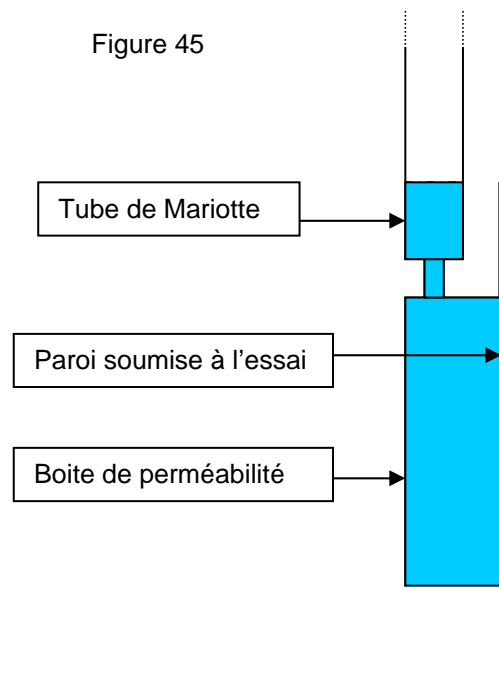 Figure 45
Tube de Mariotte
Paroi soumise à l'essai
Boite de perméabilité